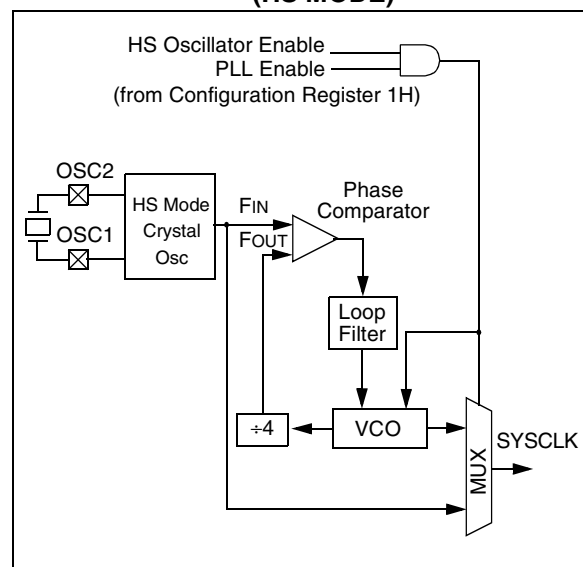 (HS MODE)
HS Oscillator Enable
PLL Enable
(from Configuration Register 1H)
OSC2
OSC1
HS Mode
Crystal
Osc
FIN
FOUT
Phase
Comparator
Loop
Filter
÷4
VCO
MUX
SYSCLK